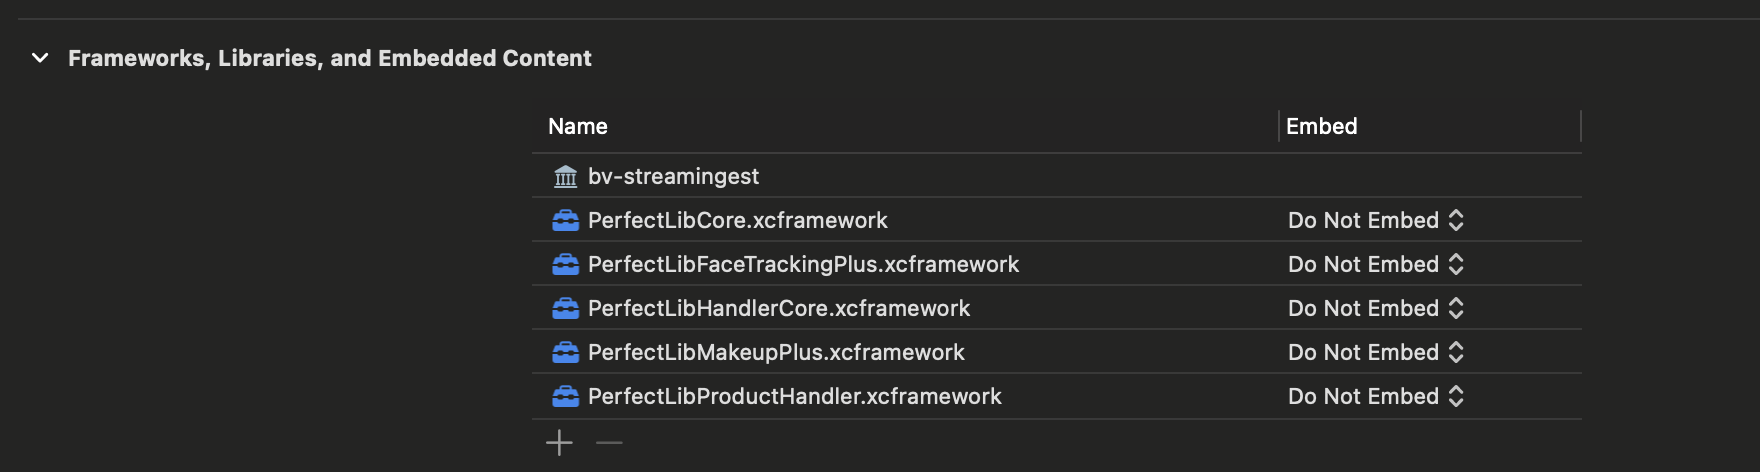 Frameworks, Libraries, and Embedded Content
Name Embed
bv-streamingest
PerfectLibCore.xcframework Do Not Embed
PerfectLibFaceTrackingPlus.xcframework Do Not Embed
PerfectLibHandlerCore.xcframework Do Not Embed
PerfectLibMakeupPlus.xcframework Do Not Embed
PerfectLibProductHandler.xcframework Do Not Embed